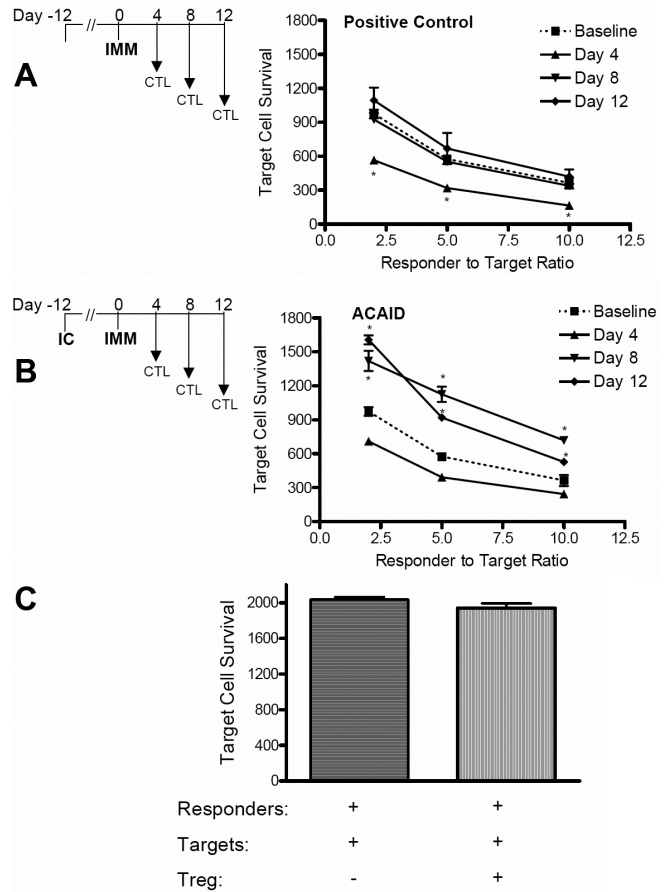 A
Day -12 // 0 4 8 12
IMM
CTL
CTL
CTL
Positive Control
Baseline
Day 4
Day 8
Day 12
Target Cell Survival
1800
1500
1200
900
600
300
0
* * *
0.0 2.5 5.0 7.5 10.0 12.5
Responder to Target Ratio
B
Day -12 // 0 4 8 12
IC IMM
CTL
CTL
CTL
ACAID
Baseline
Day 4
Day 8
Day 12
Target Cell Survival
1800
1500
1200
900
600
300
0
* * *
* * *
0.0 2.5 5.0 7.5 10.0 12.5
Responder to Target Ratio
C
Target Cell Survival
2000
1600
1200
800
400
0
Responders: + +
Targets: + +
Treg: - +